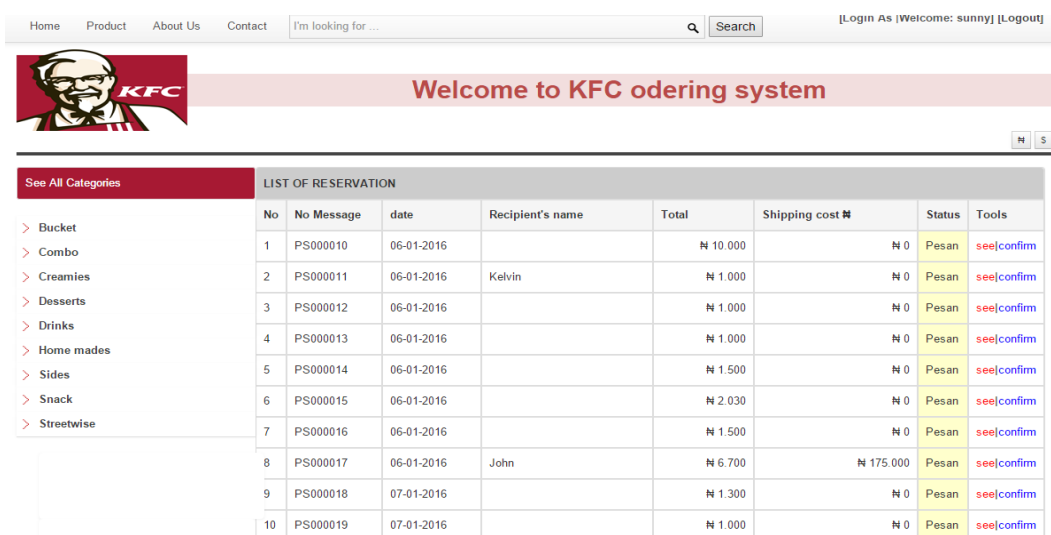 Home Product About Us Contact I'm looking for ... Search [Login As |Welcome: sunny] [Logout]
KFC
Welcome to KFC odering system
₦ $
See All Categories
Bucket
Combo
Creamies
Desserts
Drinks
Home mades
Sides
Snack
Streetwise
LIST OF RESERVATION
No No Message date Recipient's name Total Shipping cost ₦ Status Tools
1 PS000010 06-01-2016 ₦ 10.000 ₦ 0 Pesan see|confirm
2 PS000011 06-01-2016 Kelvin ₦ 1.000 ₦ 0 Pesan see|confirm
3 PS000012 06-01-2016 ₦ 1.000 ₦ 0 Pesan see|confirm
4 PS000013 06-01-2016 ₦ 1.000 ₦ 0 Pesan see|confirm
5 PS000014 06-01-2016 ₦ 1.500 ₦ 0 Pesan see|confirm
6 PS000015 06-01-2016 ₦ 2.030 ₦ 0 Pesan see|confirm
7 PS000016 06-01-2016 ₦ 1.500 ₦ 0 Pesan see|confirm
8 PS000017 06-01-2016 John ₦ 6.700 ₦ 175.000 Pesan see|confirm
9 PS000018 07-01-2016 ₦ 1.300 ₦ 0 Pesan see|confirm
10 PS000019 07-01-2016 ₦ 1.000 ₦ 0 Pesan see|confirm